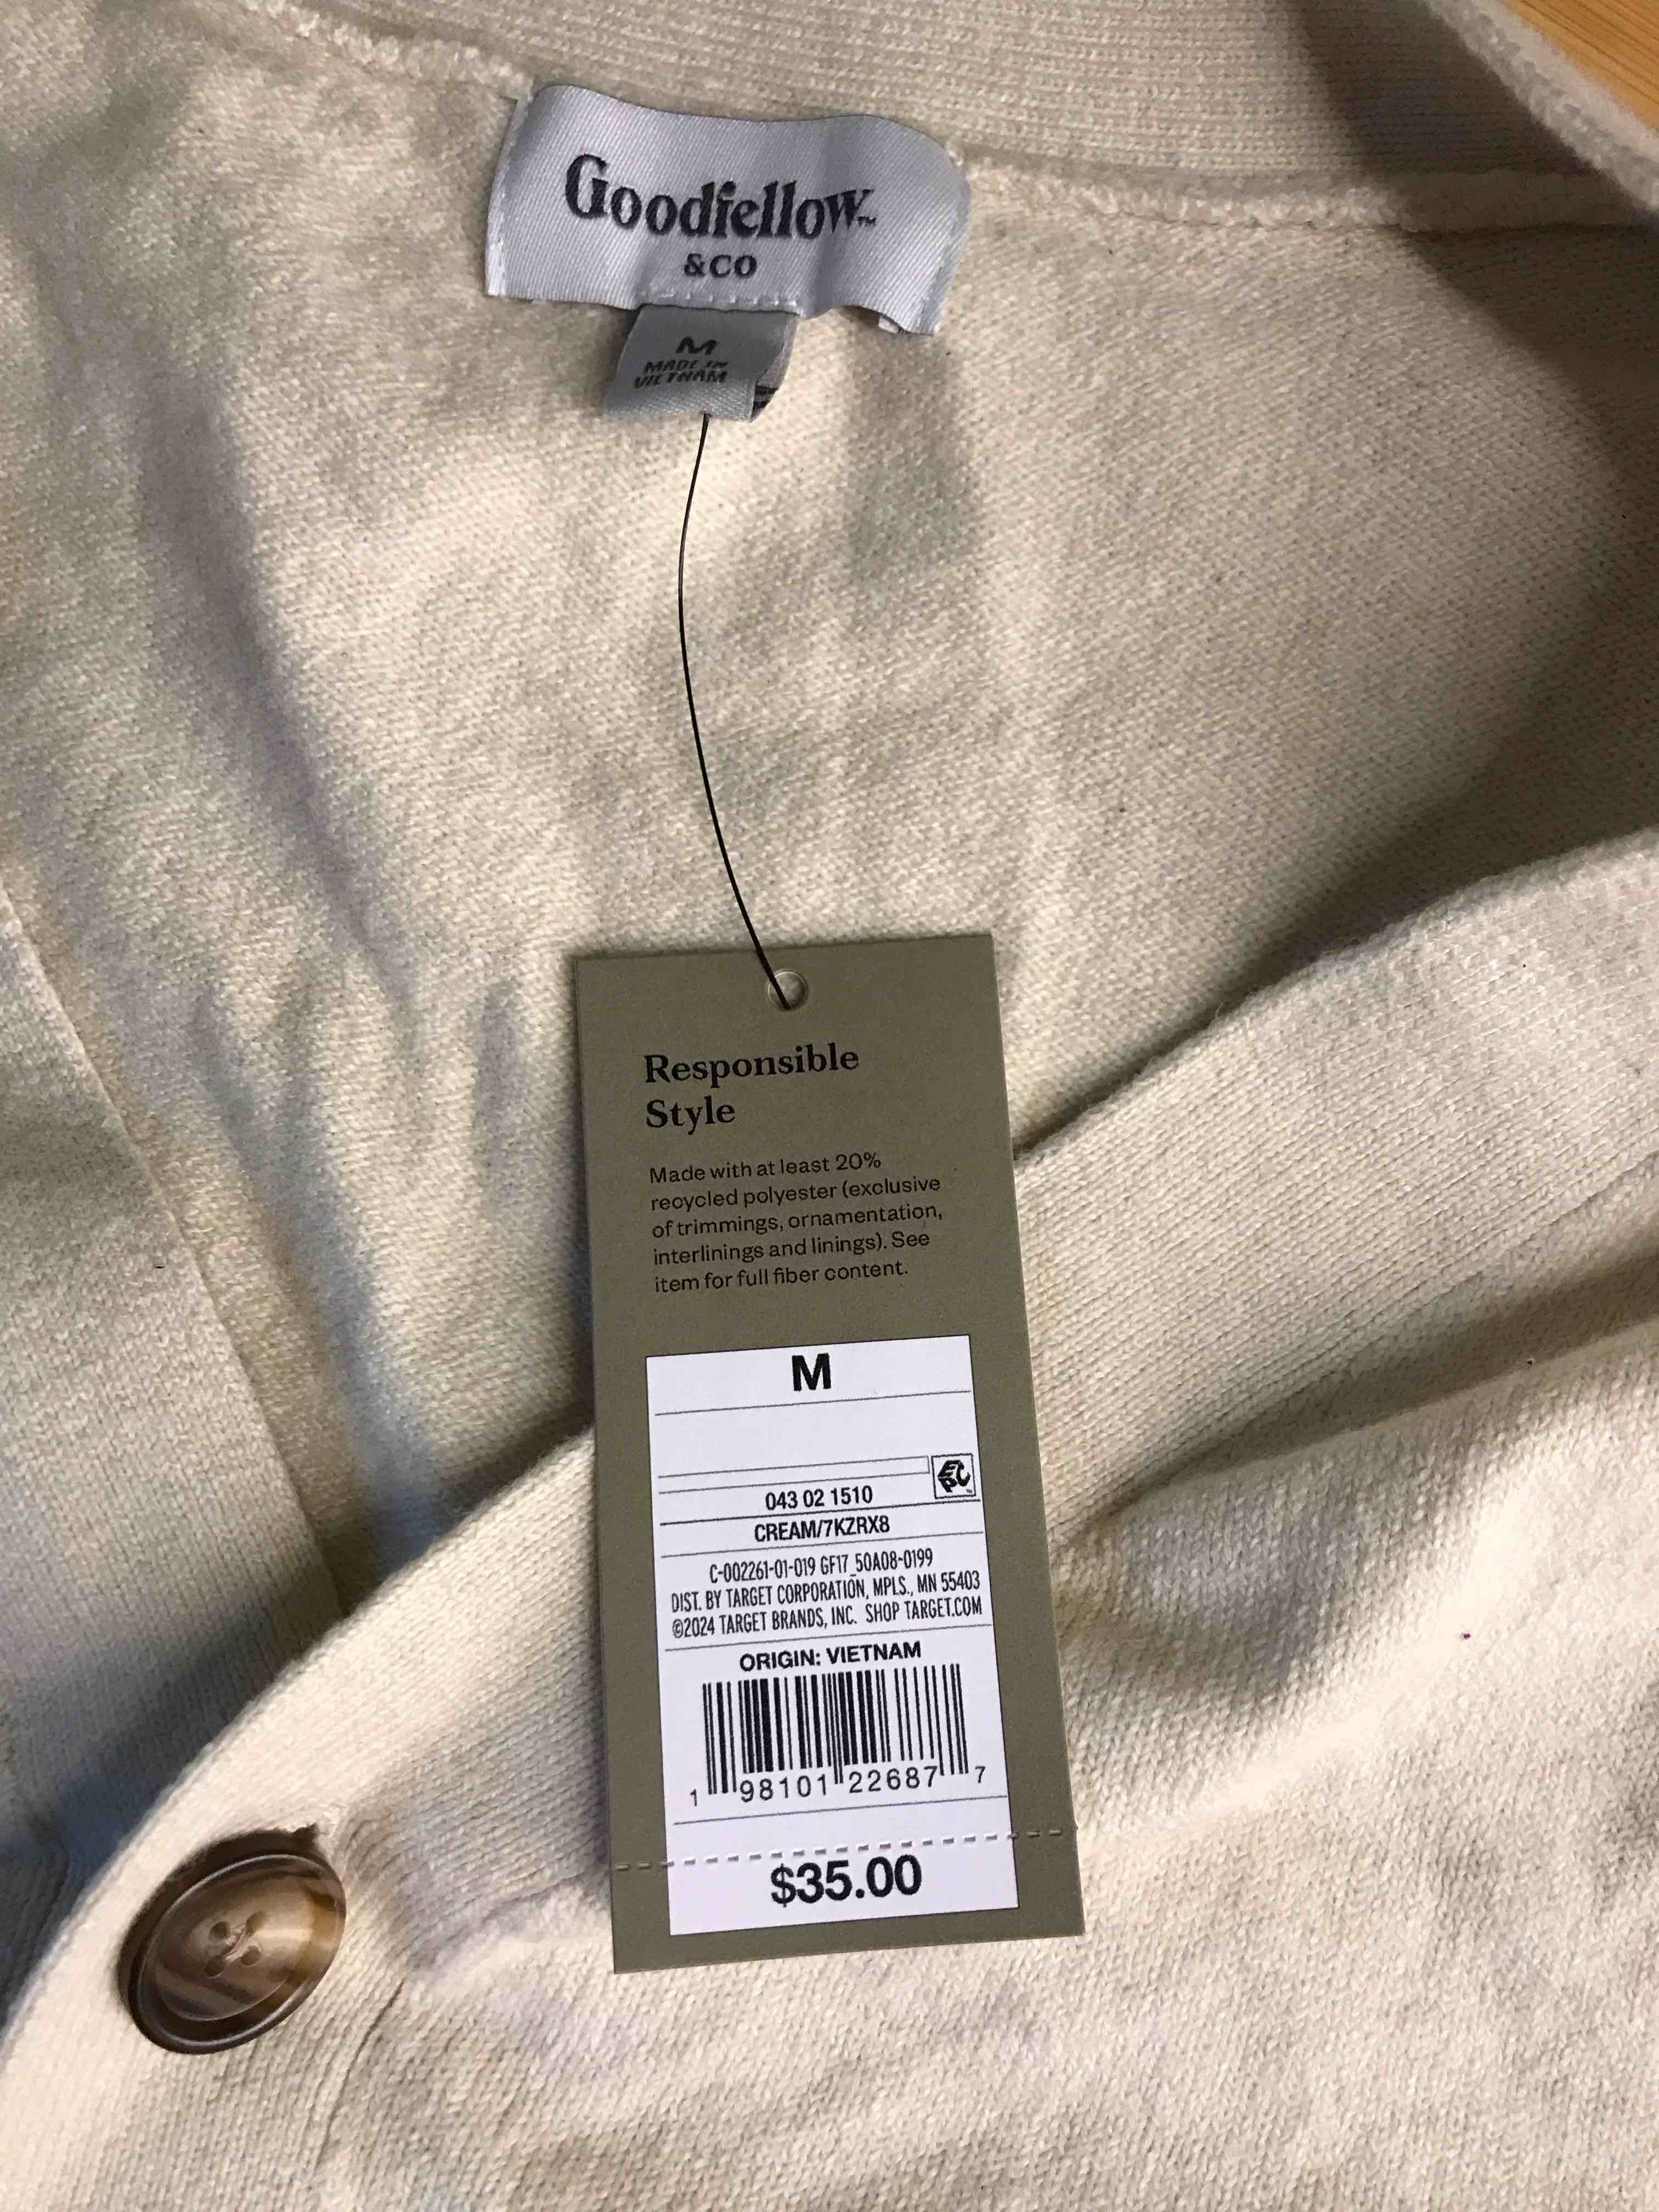 Goodfellow™
&CO
M
MADE IN
VIETNAM
Responsible
Style
Made with at least 20%
recycled polyester (exclusive
of trimmings, ornamentation,
interlinings and linings). See
item for full fiber content.
M
EPC™
043 02 1510
CREAM/7KZRX8
C-002261-01-019 GF17_50A08-0199
DIST. BY TARGET CORPORATION, MPLS., MN 55403
©2024 TARGET BRANDS, INC. SHOP TARGET.COM
ORIGIN: VIETNAM
1 98101 22687 7
$35.00